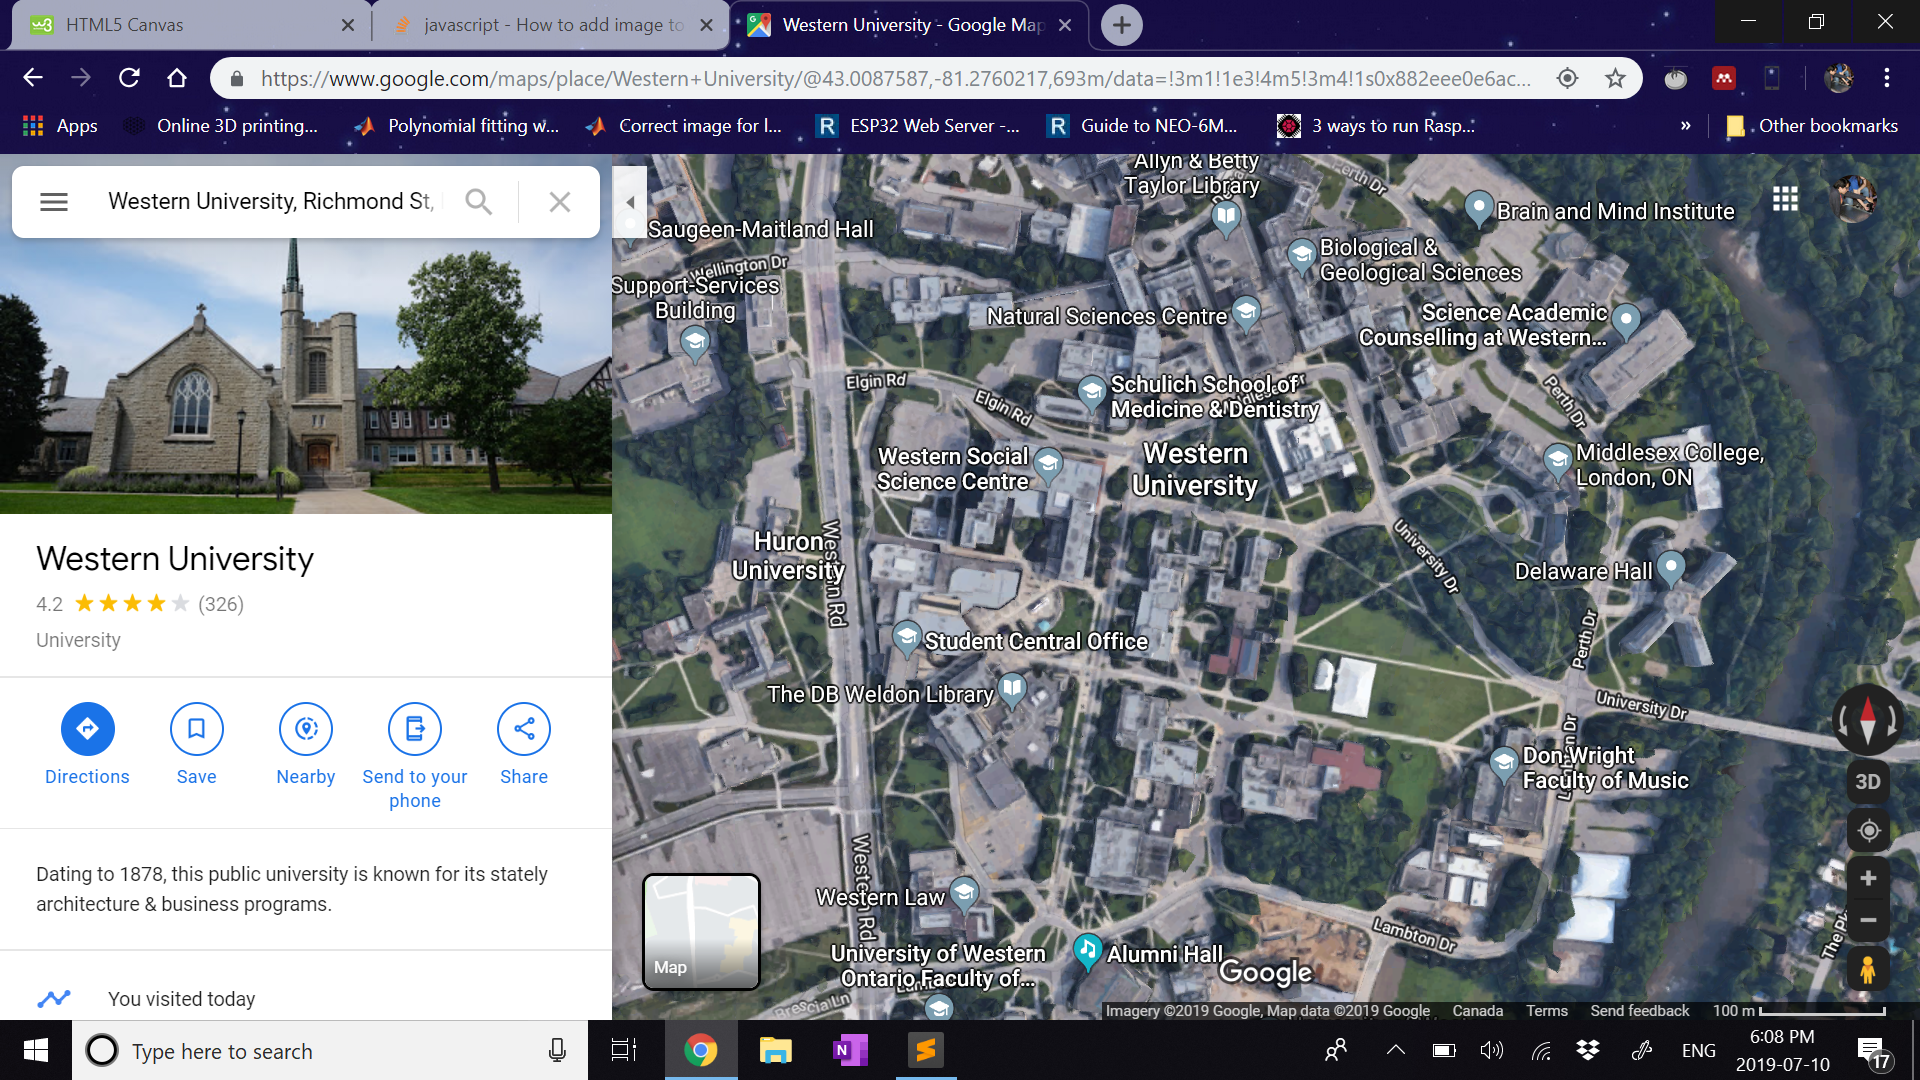 HTML5 Canvas
javascript - How to add image to
Western University - Google Map
https://www.google.com/maps/place/Western+University/@43.0087587,-81.2760217,693m/data=!3m1!1e3!4m5!3m4!1s0x882eee0e6ac...
Apps
Online 3D printing...
Polynomial fitting w...
Correct image for l...
R
ESP32 Web Server -...
R
Guide to NEO-6M...
3 ways to run Rasp...
»
Other bookmarks
Western University, Richmond St,
Western University
4.2
(326)
University
Directions
Save
Nearby
Send to your
phone
Share
Dating to 1878, this public university is known for its stately
architecture & business programs.
You visited today
Allyn & Betty
Taylor Library
Perth Dr
Brain and Mind Institute
Saugeen-Maitland Hall
Biological &
Geological Sciences
Wellington Dr
Support Services
Building
Natural Sciences Centre
Science Academic
Counselling at Western...
Elgin Rd
Elgin Rd
Schulich School of
Medicine & Dentistry
Perth Dr
Western Social
Science Centre
Western
University
Middlesex College,
London, ON
Huron
University
Western Rd
University Dr
Delaware Hall
Student Central Office
Perth Dr
The DB Weldon Library
University Dr
Don Wright
Faculty of Music
3D
Western Rd
Western Law
Lambton Dr
University of Western
Ontario, Faculty of...
Alumni Hall
Google
Map
Brescia Ln
Imagery ©2019 Google, Map data ©2019 Google
Canada
Terms
Send feedback
100 m
Type here to search
N
ENG
6:08 PM
2019-07-10
17